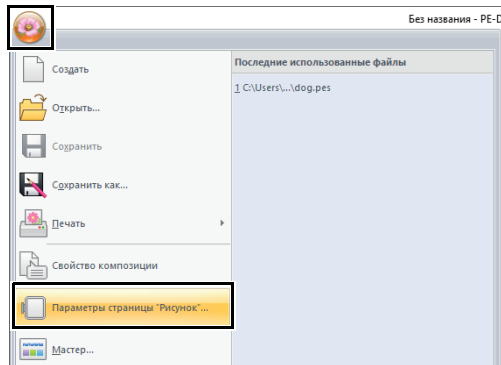 Без названия - PE-D
Создать
Открыть...
Сохранить
Сохранить как...
Печать
Свойство композиции
Параметры страницы "Рисунок"...
Мастер...
Последние использованные файлы
1 C:\Users\...\dog.pes